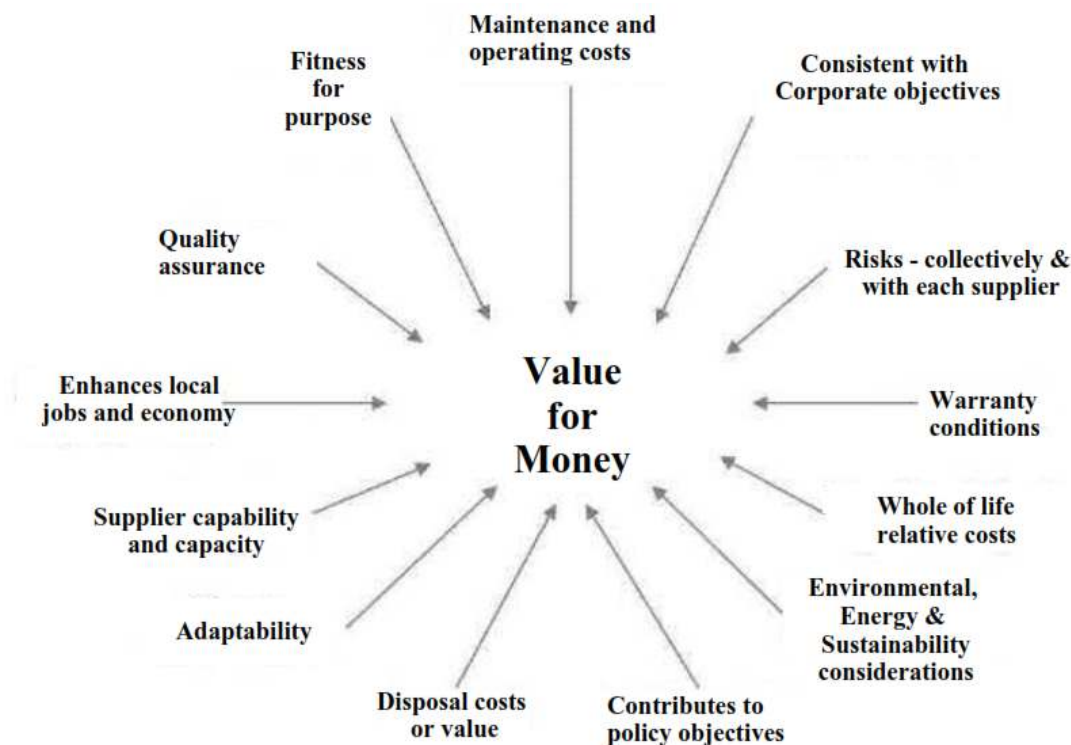 Maintenance and
operating costs
Fitness
for
purpose
Consistent with
Corporate objectives
Quality
assurance
Risks - collectively &
with each supplier
Value
for
Money
Enhances local
jobs and economy
Warranty
conditions
Supplier capability
and capacity
Whole of life
relative costs
Adaptability
Environmental,
Energy &
Sustainability
considerations
Disposal costs
or value
Contributes to
policy objectives